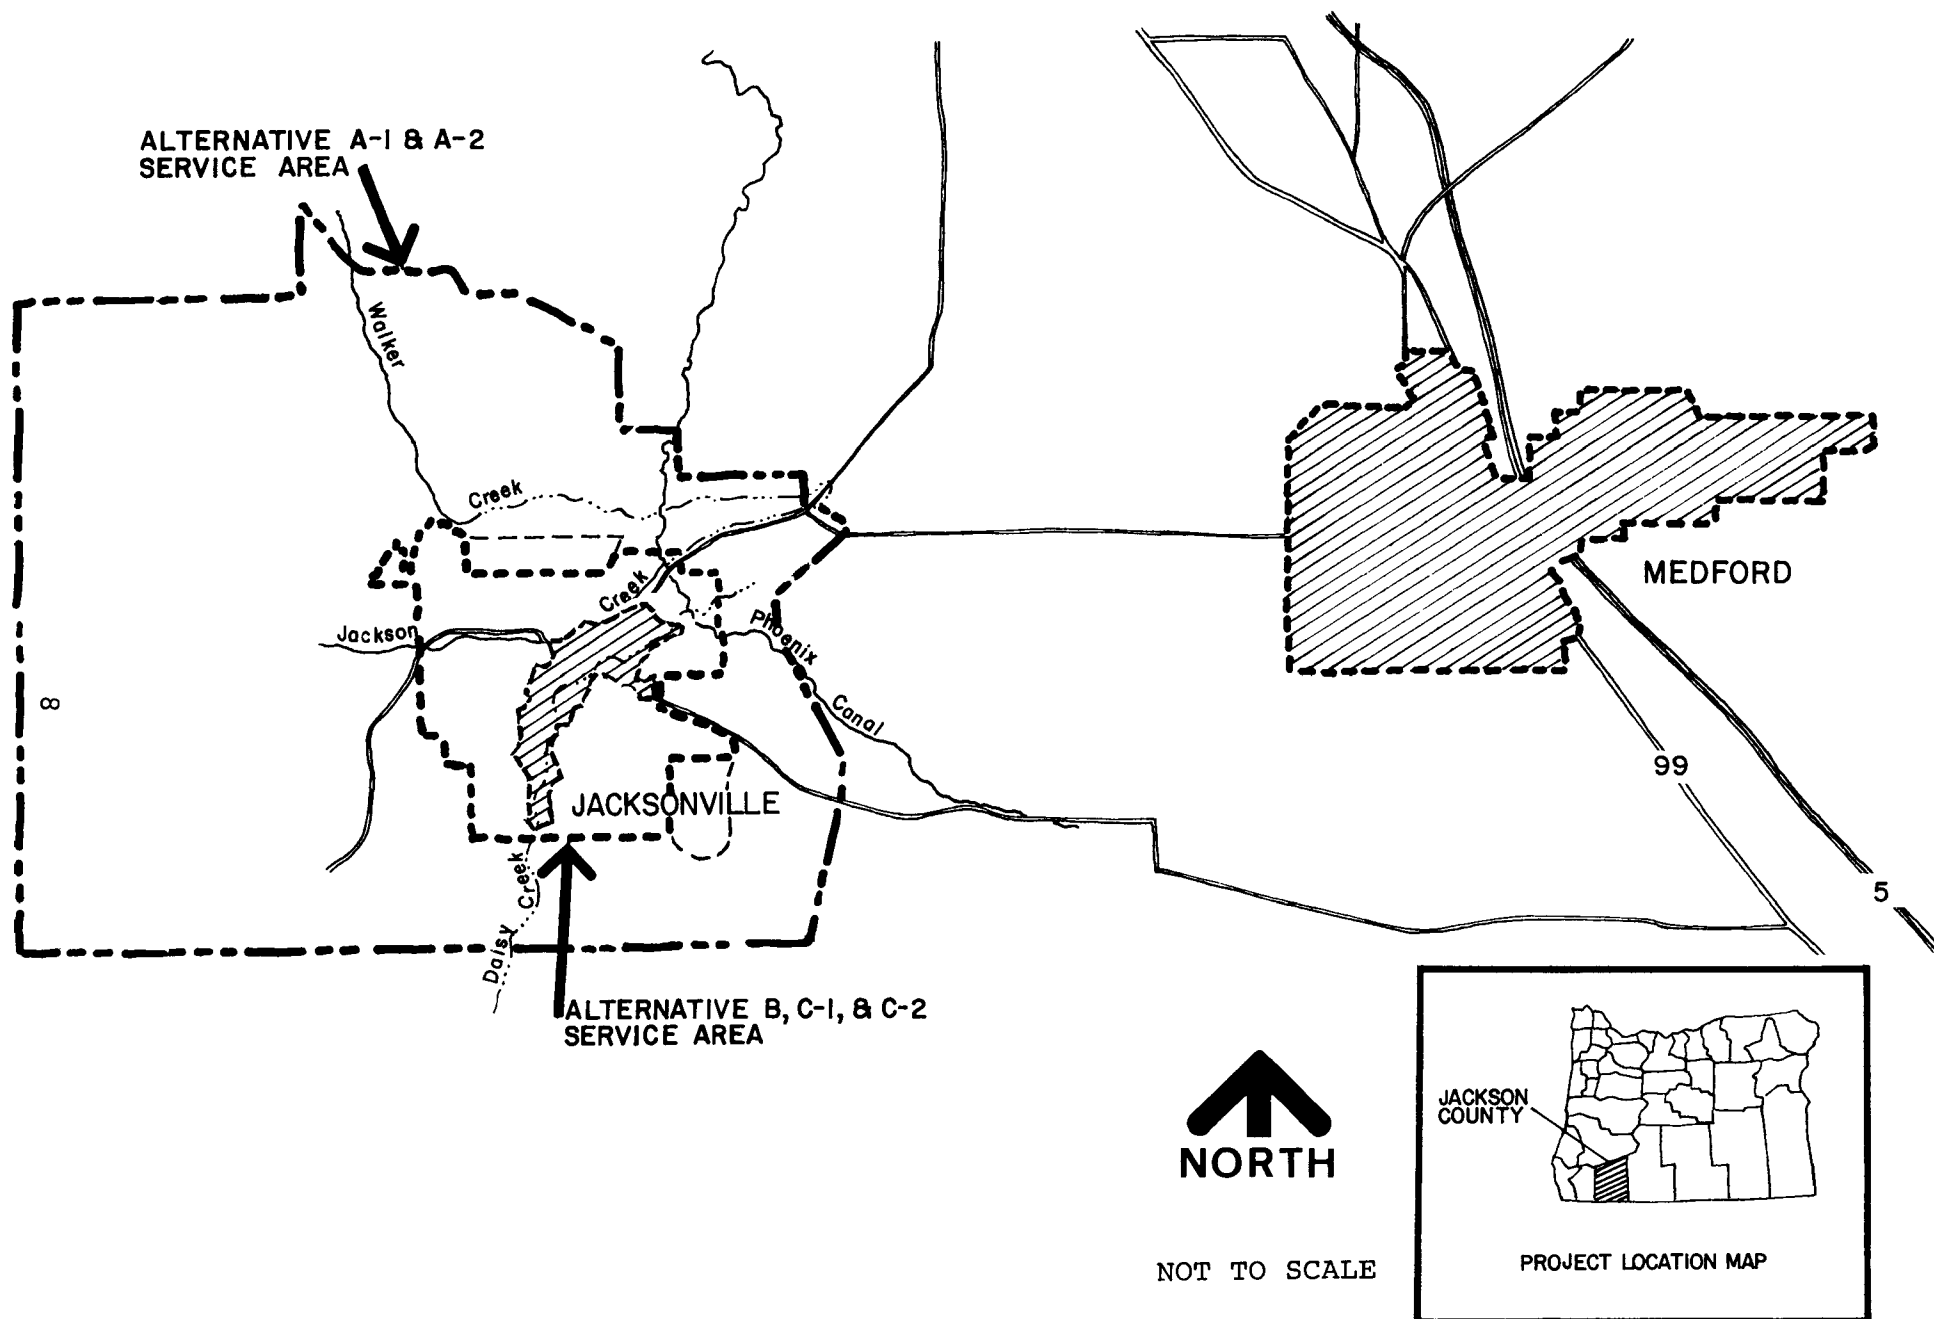 ALTERNATIVE A-1 & A-2
SERVICE AREA
Walker
Creek
Creek
Jackson
Phoenix
Canal
MEDFORD
8
99
JACKSONVILLE
5
Creek
Daisy
ALTERNATIVE B, C-1, & C-2
SERVICE AREA
JACKSON
COUNTY
NORTH
PROJECT LOCATION MAP
NOT TO SCALE